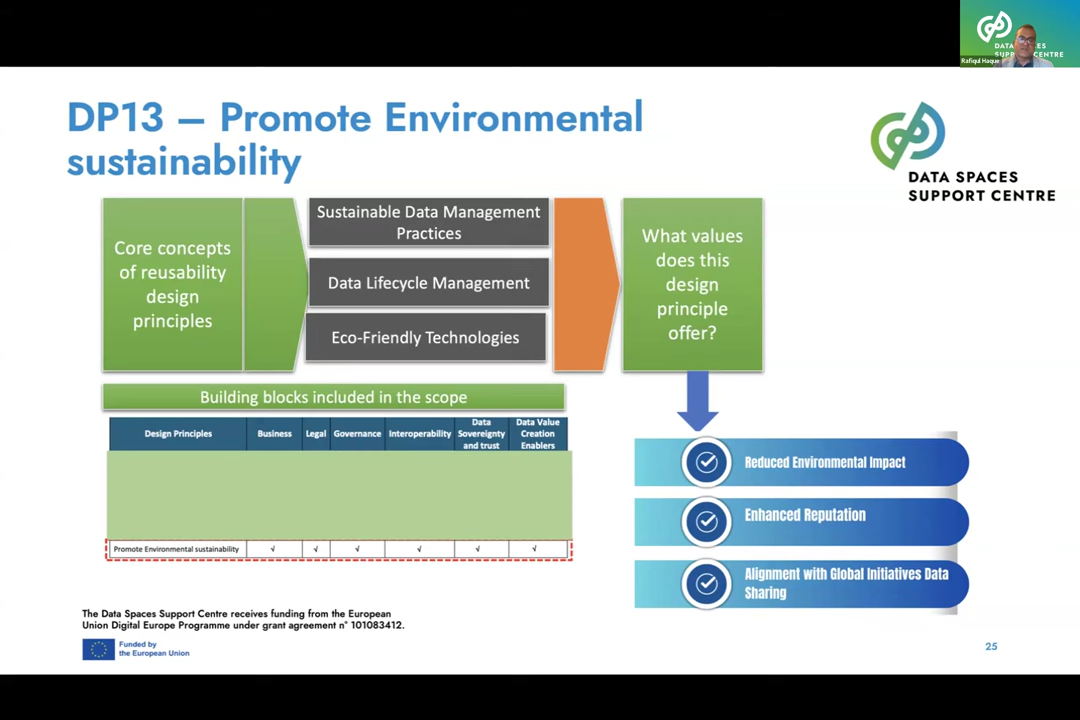 DATA SPACES
SUPPORT CENTRE
Rafiqul Haque
DP13 – Promote Environmental
sustainability
DATA SPACES
SUPPORT CENTRE
Core concepts
of reusability
design
principles
Sustainable Data Management
Practices
Data Lifecycle Management
Eco-Friendly Technologies
What values
does this
design
principle
offer?
Building blocks included in the scope
Design Principles
Business
Legal
Governance
Interoperability
Data
Sovereignty
and trust
Data Value
Creation
Enablers
Promote Environmental sustainability √ √ √ √ √ √
Reduced Environmental Impact
Enhanced Reputation
Alignment with Global Initiatives Data
Sharing
The Data Spaces Support Centre receives funding from the European
Union Digital Europe Programme under grant agreement n° 101083412.
Funded by
the European Union
25